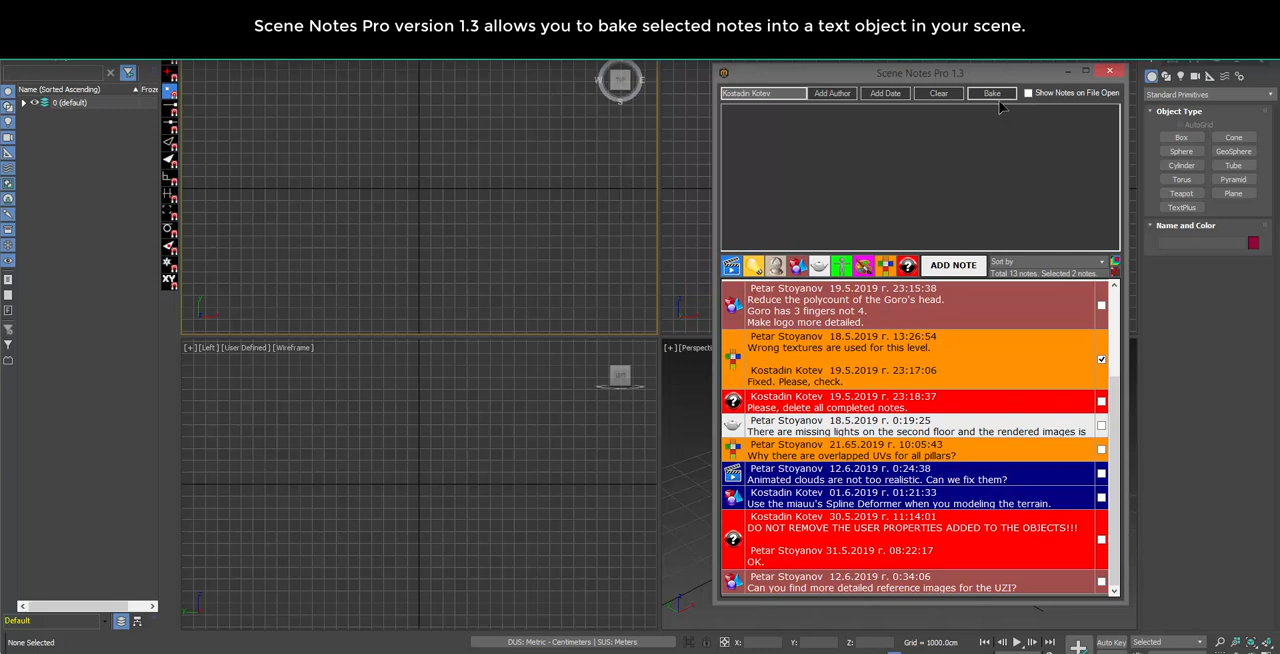 Scene Notes Pro version 1.3 allows you to bake selected notes into a text object in your scene.
Scene Notes Pro 1.3
Name (Sorted Ascending)
▲ Froze
0 (default)
Kostadin Kotev
Add Author
Add Date
Clear
Bake
Show Notes on File Open
Standard Primitives
Object Type
AutoGrid
Box
Cone
Sphere
GeoSphere
Cylinder
Tube
Torus
Pyramid
Teapot
Plane
TextPlus
Name and Color
ADD NOTE
Sort by
Total 13 notes. Selected 2 notes.
Petar Stoyanov 19.5.2019 г. 23:15:38
Reduce the polycount of the Goro's head.
Goro has 3 fingers not 4.
Make logo more detailed.
Petar Stoyanov 18.5.2019 г. 13:26:54
Wrong textures are used for this level.
Kostadin Kotev 19.5.2019 г. 23:17:06
Fixed. Please, check.
Kostadin Kotev 19.5.2019 г. 23:18:37
Please, delete all completed notes.
Petar Stoyanov 18.5.2019 г. 0:19:25
There are missing lights on the second floor and the rendered images is
Petar Stoyanov 21.65.2019 г. 10:05:43
Why there are overlapped UVs for all pillars?
Petar Stoyanov 12.6.2019 г. 0:24:38
Animated clouds are not too realistic. Can we fix them?
Kostadin Kotev 01.6.2019 г. 01:21:33
Use the miauu's Spline Deformer when you modeling the terrain.
Kostadin Kotev 30.5.2019 г. 11:14:01
DO NOT REMOVE THE USER PROPERTIES ADDED TO THE OBJECTS!!!
Petar Stoyanov 31.5.2019 г. 08:22:17
OK.
Petar Stoyanov 12.6.2019 г. 0:34:06
Can you find more detailed reference images for the UZI?
[+] [Left] [User Defined] [Wireframe]
[+] [Perspecti
XY
Default
None Selected
DUS: Metric - Centimeters | SUS: Meters
X:
Y:
Z:
Grid = 1000.0cm
Auto Key
Selected